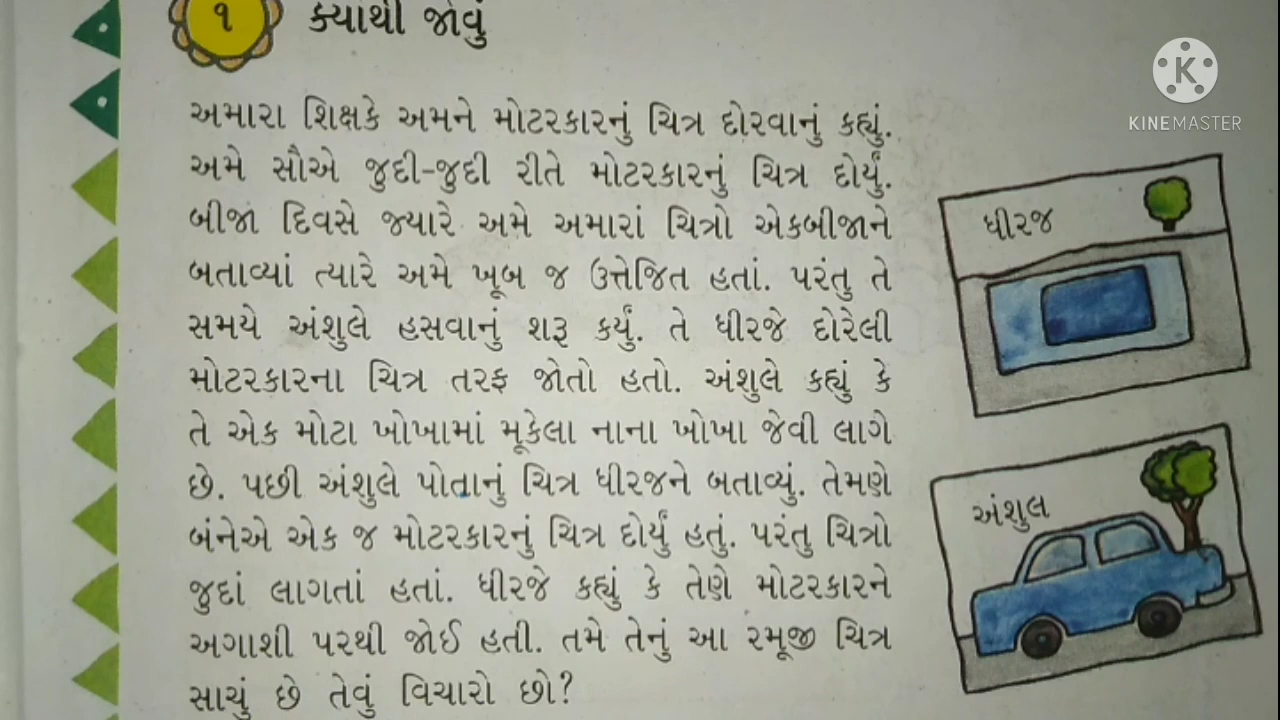 ૧ ક્યાંથી જોવું
અમારા શિક્ષકે અમને મોટરકારનું ચિત્ર દોરવાનું કહ્યું.
અમે સૌએ જુદી-જુદી રીતે મોટરકારનું ચિત્ર દોર્યું.
બીજા દિવસે જ્યારે અમે અમારાં ચિત્રો એકબીજાને
બતાવ્યાં ત્યારે અમે ખૂબ જ ઉત્તેજિત હતાં. પરંતુ તે
સમયે અંશુલે હસવાનું શરૂ કર્યું. તે ધીરજે દોરેલી
મોટરકારના ચિત્ર તરફ જોતો હતો. અંશુલે કહ્યું કે
તે એક મોટા ખોખામાં મૂકેલા નાના ખોખા જેવી લાગે
છે. પછી અંશુલે પોતાનું ચિત્ર ધીરજને બતાવ્યું. તેમણે
બંનેએ એક જ મોટરકારનું ચિત્ર દોર્યું હતું. પરંતુ ચિત્રો
જુદાં લાગતાં હતાં. ધીરજે કહ્યું કે તેણે મોટરકારને
અગાશી પરથી જોઈ હતી. તમે તેનું આ રમૂજી ચિત્ર
સાચું છે તેવું વિચારો છો?
ધીરજ
અંશુલ
K
KINEMASTER